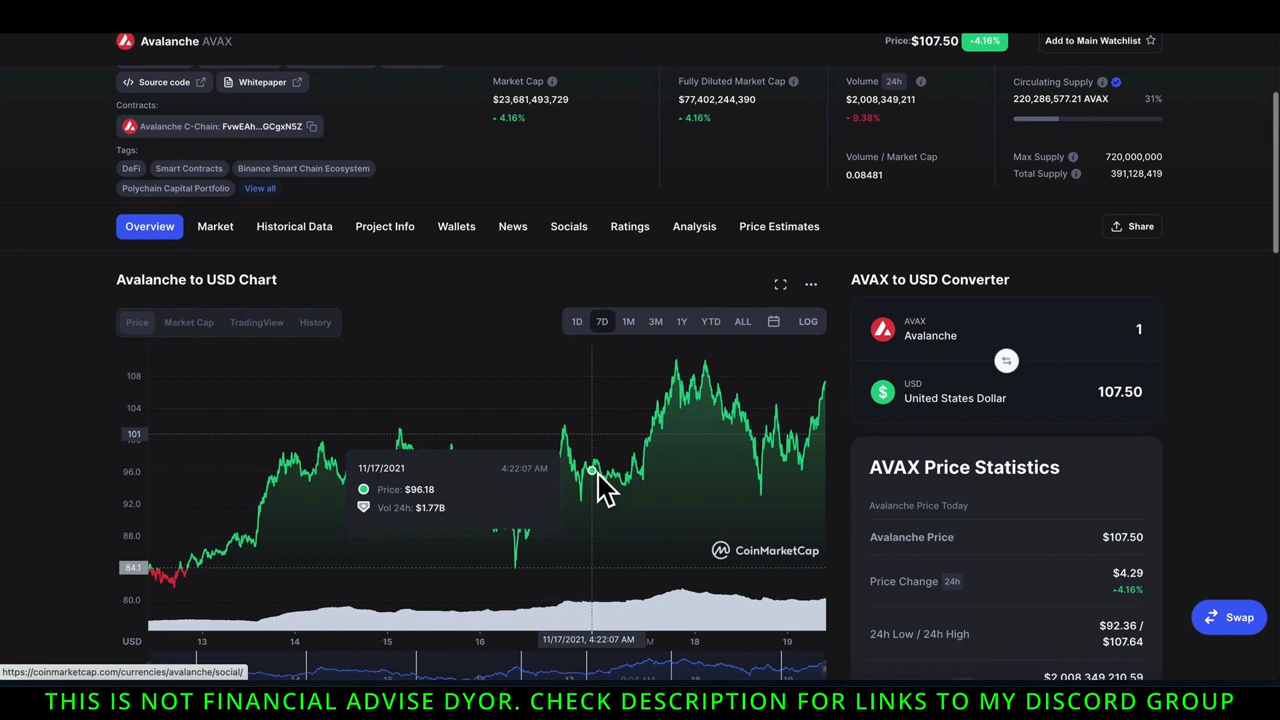 Avalanche AVAX
Price: $107.50 4.16%
Add to Main Watchlist
Source code
Whitepaper
Contracts:
Avalanche C-Chain: FvwEAh...GCgxN5Z
Tags:
DeFi
Smart Contracts
Binance Smart Chain Ecosystem
Polychain Capital Portfolio
View all
Market Cap
$23,681,493,729
4.16%
Fully Diluted Market Cap
$77,402,244,390
4.16%
Volume 24h
$2,008,349,211
9.38%
Volume / Market Cap
0.08481
Circulating Supply
220,286,577.21 AVAX 31%
Max Supply 720,000,000
Total Supply 391,128,419
Overview
Market
Historical Data
Project Info
Wallets
News
Socials
Ratings
Analysis
Price Estimates
Share
Avalanche to USD Chart
Price
Market Cap
TradingView
History
1D
7D
1M
3M
1Y
YTD
ALL
LOG
108
104
101
96.0
92.0
88.0
84.1
80.0
11/17/2021 4:22:07 AM
Price: $96.18
Vol 24h: $1.77B
CoinMarketCap
USD
13
14
15
16
11/17/2021, 4:22:07 AM
18
19
AVAX to USD Converter
AVAX
Avalanche
1
USD
United States Dollar
107.50
AVAX Price Statistics
Avalanche Price Today
Avalanche Price
$107.50
Price Change 24h
$4.29
4.16%
24h Low / 24h High
$92.36 /
$107.64
$2,008,349,210.59
Swap
https://coinmarketcap.com/currencies/avalanche/social/
THIS IS NOT FINANCIAL ADVISE DYOR. CHECK DESCRIPTION FOR LINKS TO MY DISCORD GROUP